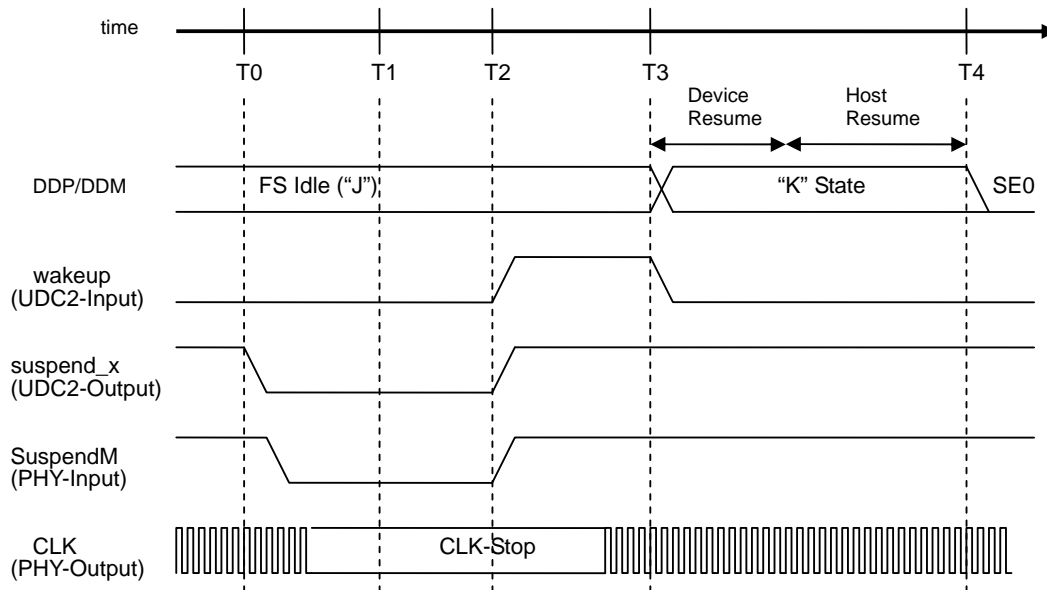 time
T0 T1 T2 T3 T4
Device
Resume
Host
Resume
DDP/DDM
FS Idle (“J”)
“K” State
SE0
wakeup
(UDC2-Input)
suspend_x
(UDC2-Output)
SuspendM
(PHY-Input)
CLK
(PHY-Output)
CLK-Stop